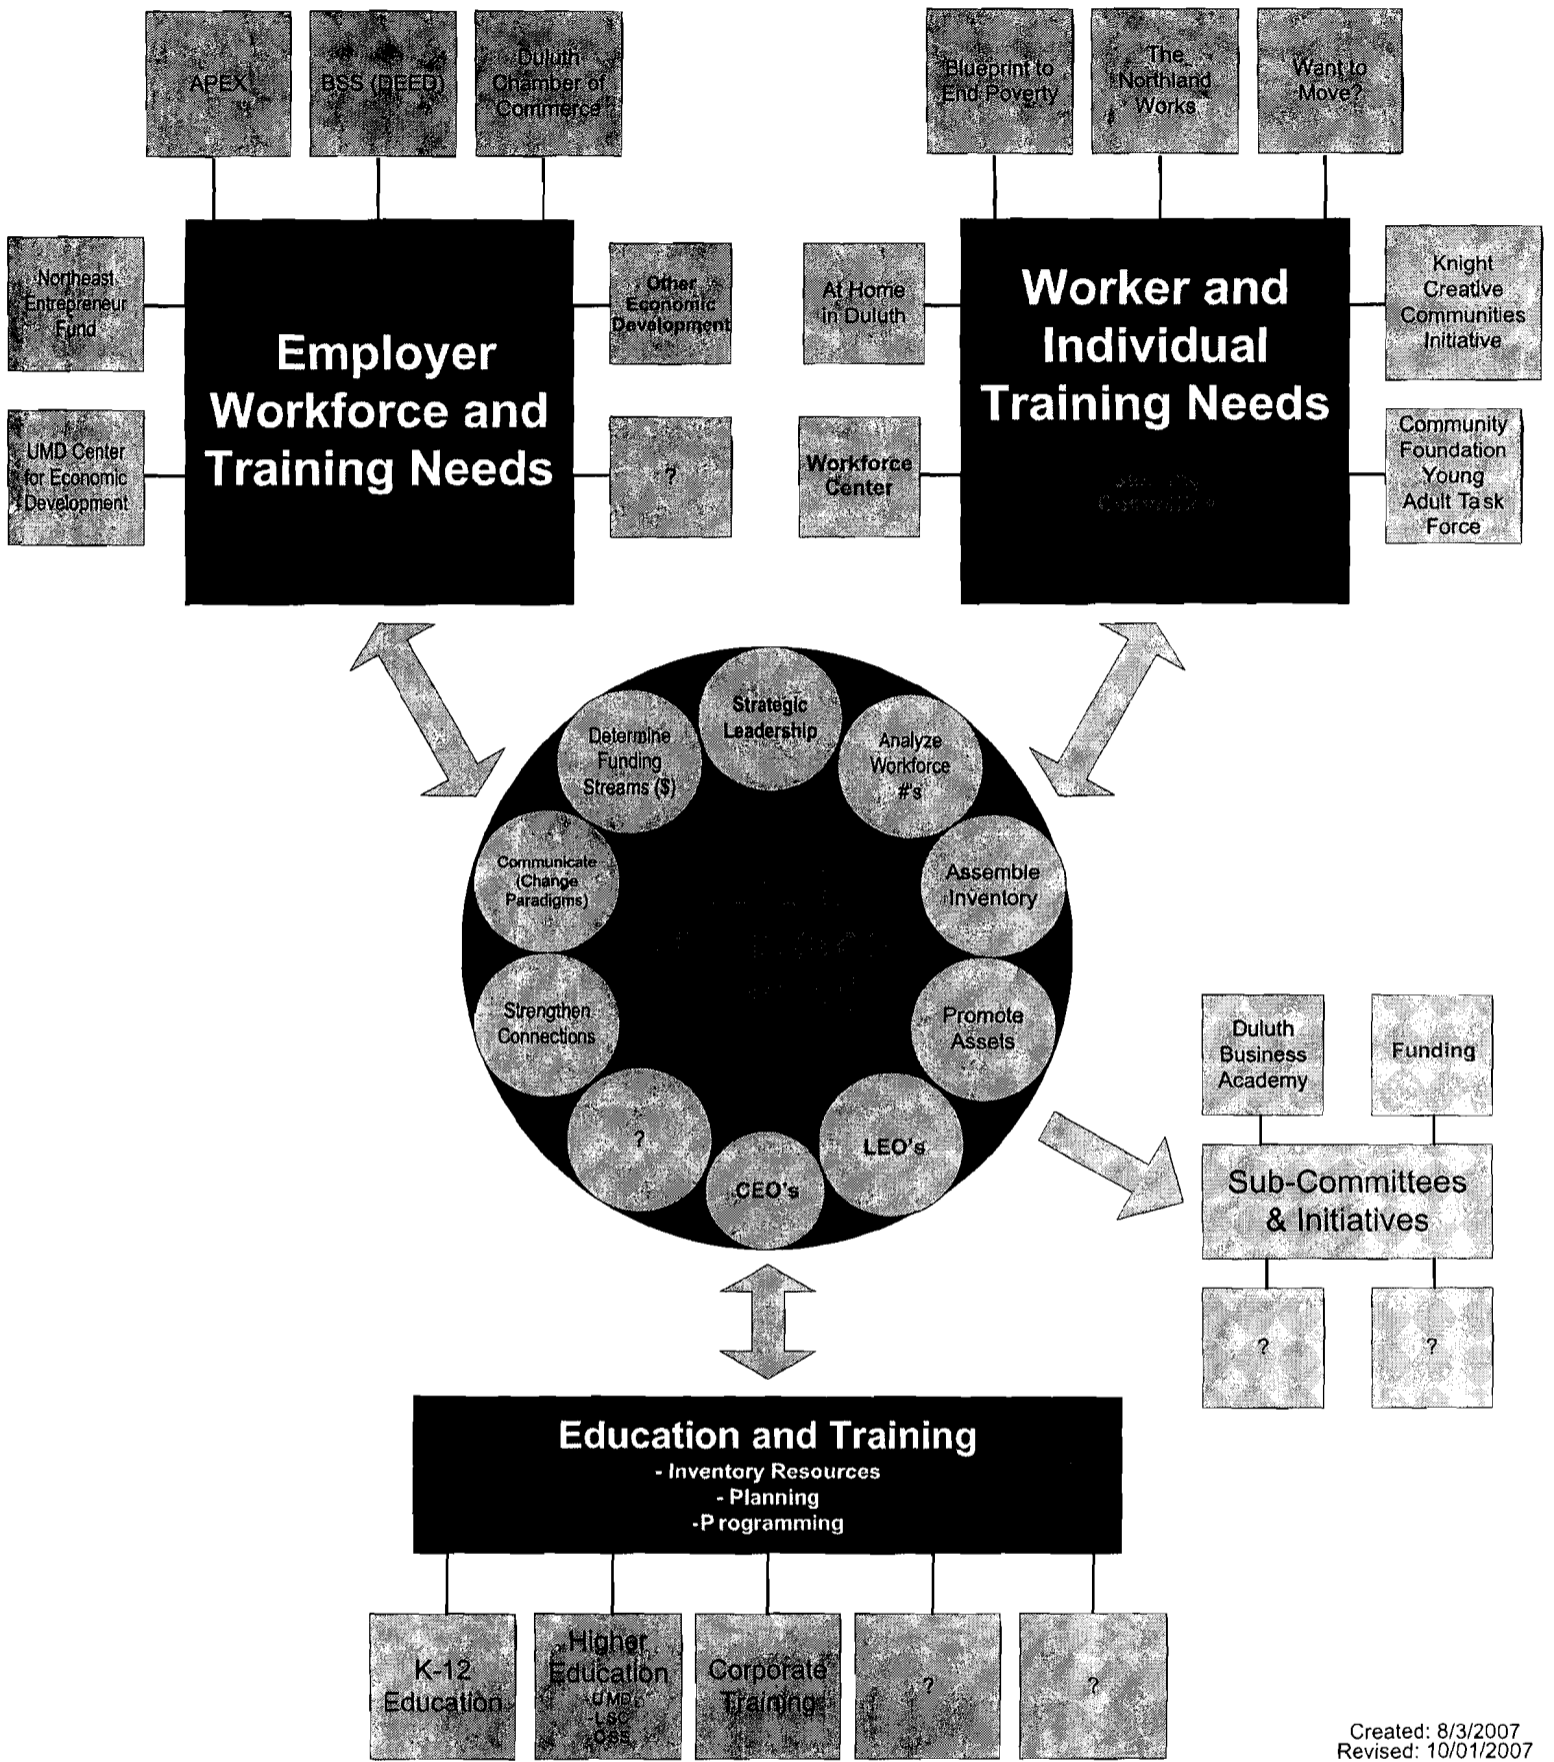 APEX
BSS (DEED)
Duluth
Chamber of
Commerce
Blueprint to
End Poverty
The
Northland
Works
Want to
Move?
Northeast
Entrepreneur
Fund
UMD Center
for Economic
Development
Employer
Workforce and
Training Needs
Other
Economic
Development
?
At Home
in Duluth
Workforce
Center
Worker and
Individual
Training Needs
Knight
Creative
Communities
Initiative
Community
Foundation
Young
Adult Task
Force
Strategic
Leadership
Determine
Funding
Streams ($)
Analyze
Workforce
#'s
Communicate
(Change
Paradigms)
Assemble
Inventory
Strengthen
Connections
Promote
Assets
?
CEO's
LEO's
Duluth
Business
Academy
Funding
Sub-Committees
& Initiatives
?
?
Education and Training
- Inventory Resources
- Planning
-Programming
K-12
Education
Higher
Education
UMD
LSC
Corporate
Training
?
?
Created: 8/3/2007
Revised: 10/01/2007